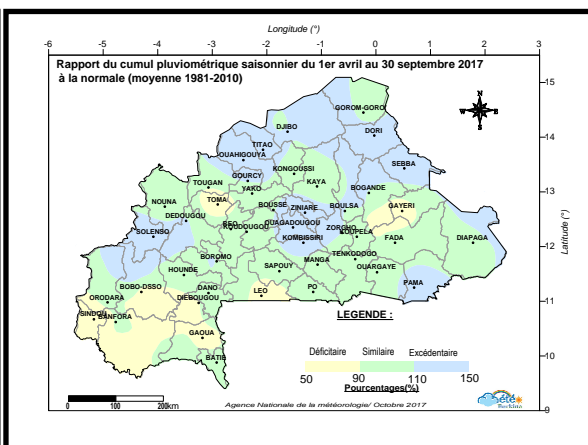 Longitude (°)
-6 -5 -4 -3 -2 -1 0 1 2 3
Rapport du cumul pluviométrique saisonnier du 1er avril au 30 septembre 2017
à la normale (moyenne 1981-2010)
15
GOROM-GORO
N
W E
S
DJIBO
DORI
14
TITAO
OUAHIGOUYA
SEBBA
KONGOUSSI
GOURCY
TOUGAN
KAYA
YAKO
BOGANDE
13
NOUNA
TOMA
BOUSSE
ZINIARE
BOULSA
GAYERI
DEDOUGOU
REO
KOUDOUGOU
OUAGADOUGOU
ZORGHO
KOUPELA
SOLENSO
KOMBISSIRI
FADA
DIAPAGA
12
Latitude (°)
BOROMO
TENKODOGO
MANGA
SAPOUY
OUARGAYE
HOUNDE
BOBO-DSSO
DANO
LEO
PO
PAMA
ORODARA
DIEBOUGOU
11
SINDOU
BANFORA
LEGENDE :
GAOUA
Déficitaire Similaire Excédentaire
BATIE
10
50 90 110 150
Pourcentages(%)
0 100 200km
Agence Nationale de la météorologie/ Octobre 2017
météo
Burkina
9